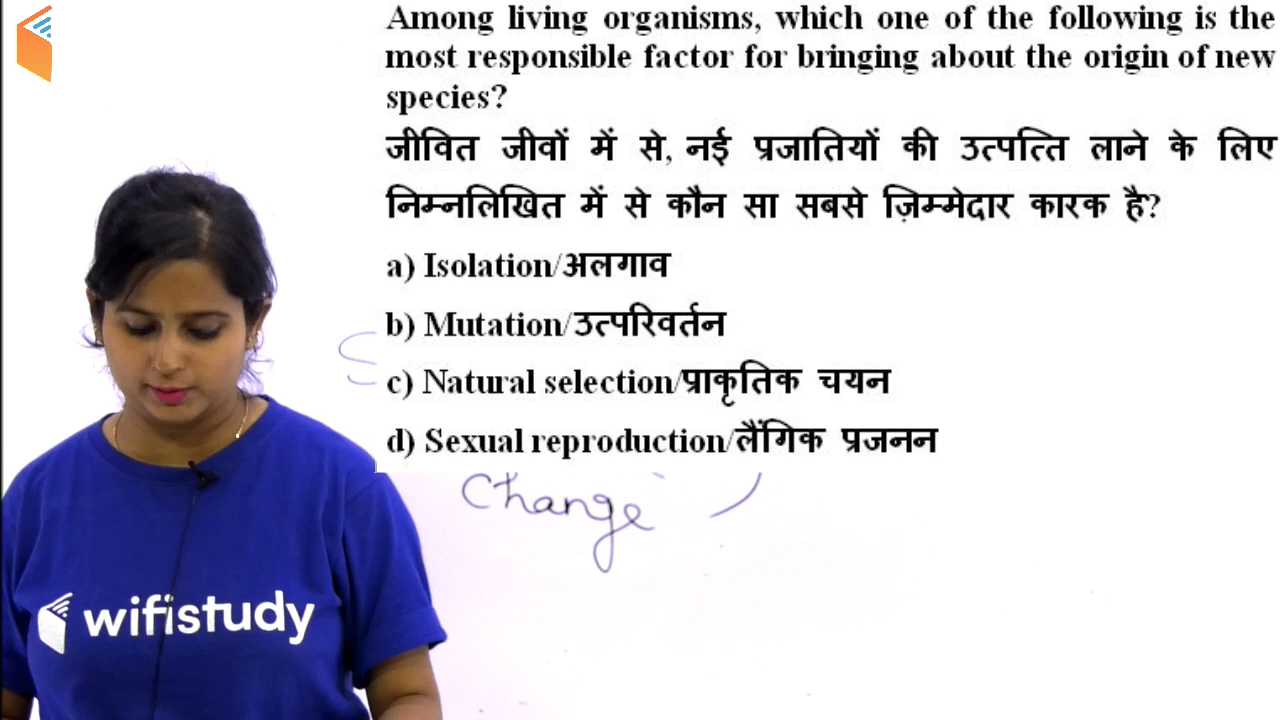 Among living organisms, which one of the following is the
most responsible factor for bringing about the origin of new
species?
जीवित जीवों में से, नई प्रजातियों की उत्पत्ति लाने के लिए
निम्नलिखित में से कौन सा सबसे ज़िम्मेदार कारक है?
a) Isolation/अलगाव
b) Mutation/उत्परिवर्तन
c) Natural selection/प्राकृतिक चयन
d) Sexual reproduction/लैंगिक प्रजनन
Change
wifistudy